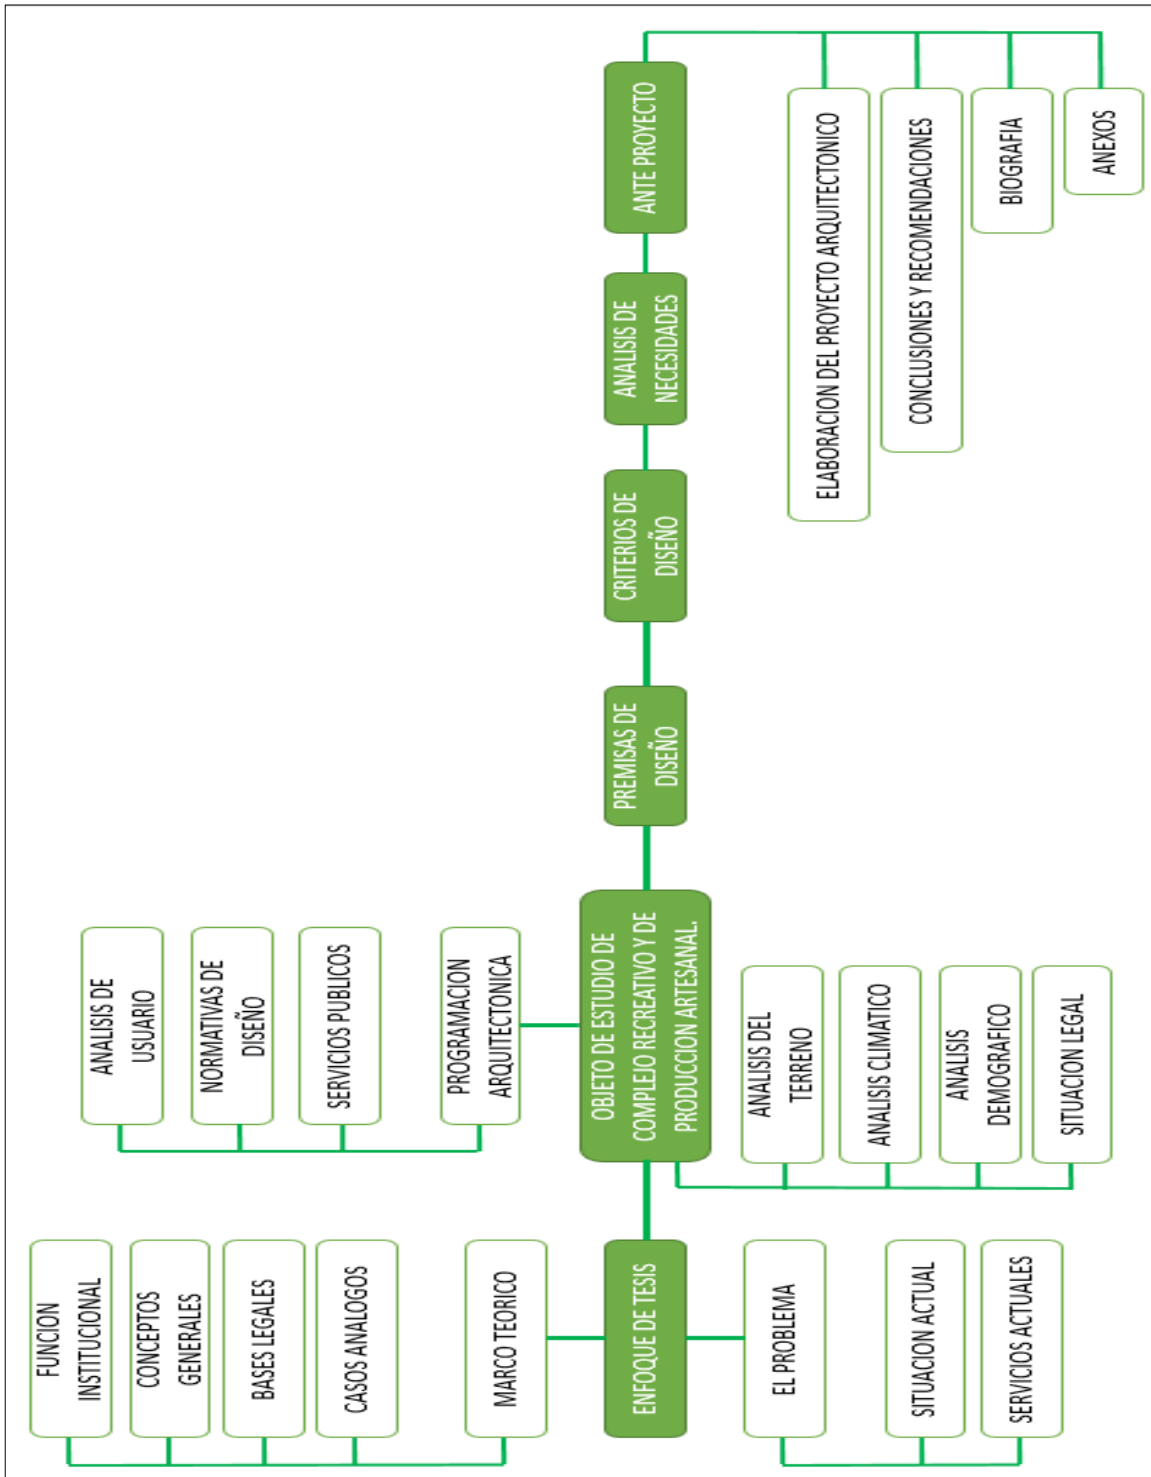 FUNCION
INSTITUCIONAL
CONCEPTOS
GENERALES
BASES LEGALES
CASOS ANALOGOS
MARCO TEORICO
ENFOQUE DE TESIS
EL PROBLEMA
SITUACION ACTUAL
SERVICIOS ACTUALES
ANALISIS DE
USUARIO
NORMATIVAS DE
DISEÑO
SERVICIOS PUBLICOS
PROGRAMACION
ARQUITECTONICA
OBJETO DE ESTUDIO DE
COMPLEJO RECREATIVO Y DE
PRODUCCION ARTESANAL.
ANALISIS DEL
TERRENO
ANALISIS CLIMATICO
ANALISIS
DEMOGRAFICO
SITUACION LEGAL
PREMISAS DE
DISEÑO
CRITERIOS DE
DISEÑO
ANALISIS DE
NECESIDADES
ANTE PROYECTO
ELABORACION DEL PROYECTO ARQUITECTONICO
CONCLUSIONES Y RECOMENDACIONES
BIOGRAFIA
ANEXOS